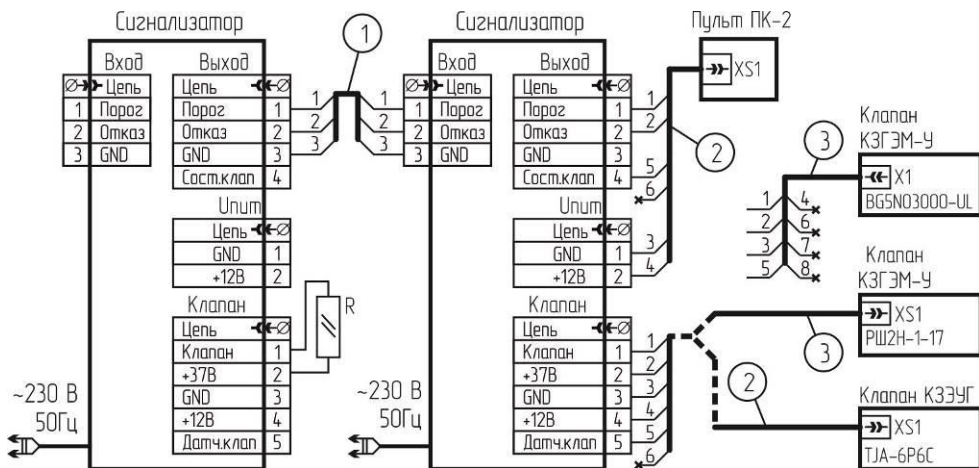 Сигнализатор
Вход
Цепь
1 Порог
2 Отказ
3 GND
Выход
Цепь
Порог 1
Отказ 2
GND 3
Сост.клап 4
Uпит
Цепь
GND 1
+12В 2
Клапан
Цепь
Клапан 1
+37В 2
GND 3
+12В 4
Датч.клап 5
R
~230 В
50Гц
1
1 1
2 2
3 3
Сигнализатор
Вход
Цепь
1 Порог
2 Отказ
3 GND
Выход
Цепь
Порог 1
Отказ 2
GND 3
Сост.клап 4
Uпит
Цепь
GND 1
+12В 2
Клапан
Цепь
Клапан 1
+37В 2
GND 3
+12В 4
Датч.клап 5
~230 В
50Гц
1
2
5
6
3
4
2
1
2
3
4
5
6
Пульт ПК-2
XS1
Клапан
КЗГЭМ-У
X1
BG5N03000-UL
3
1 4
2 6
3 7
5 8
Клапан
КЗГЭМ-У
XS1
РШ2Н-1-17
3
Клапан КЗЭУГ
XS1
TJA-6P6C
2